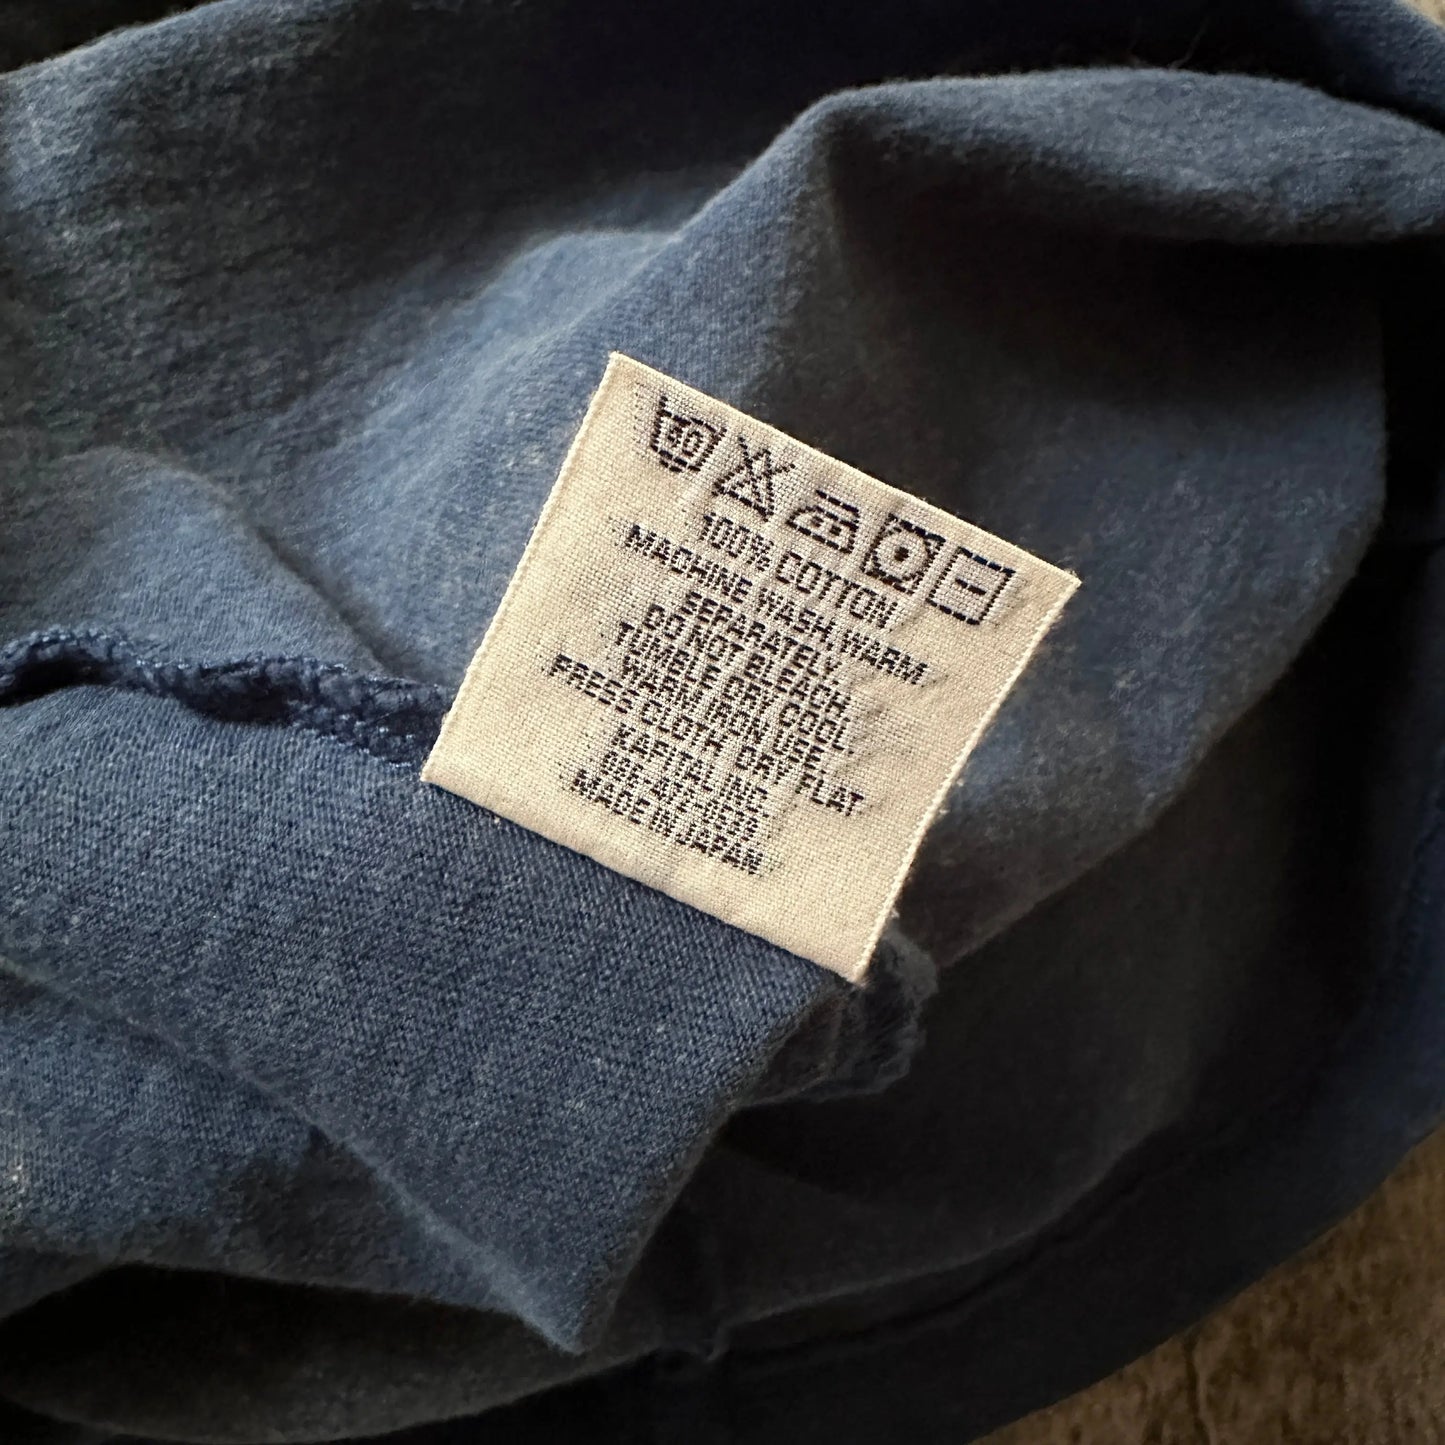 100% COTTON
MACHINE WASH WARM
SEPARATELY.
DO NOT BLEACH.
TUMBLE DRY COOL.
WARM IRON USE
PRESS CLOTH. DRY FLAT
KAPITAL INC.
MADE IN JAPAN